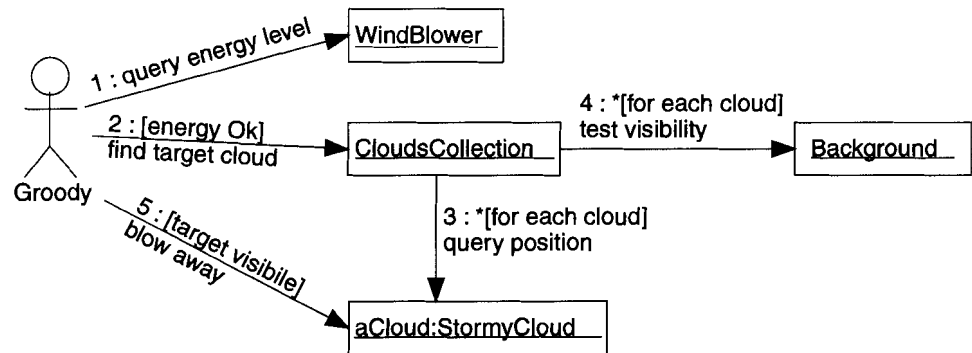 WindBlower
1 : query energy level
4 : *[for each cloud]
test visibility
2 : [energy Ok]
find target cloud
CloudsCollection
Background
Groody
3 : *[for each cloud]
query position
5 : [target visibile]
blow away
aCloud:StormyCloud